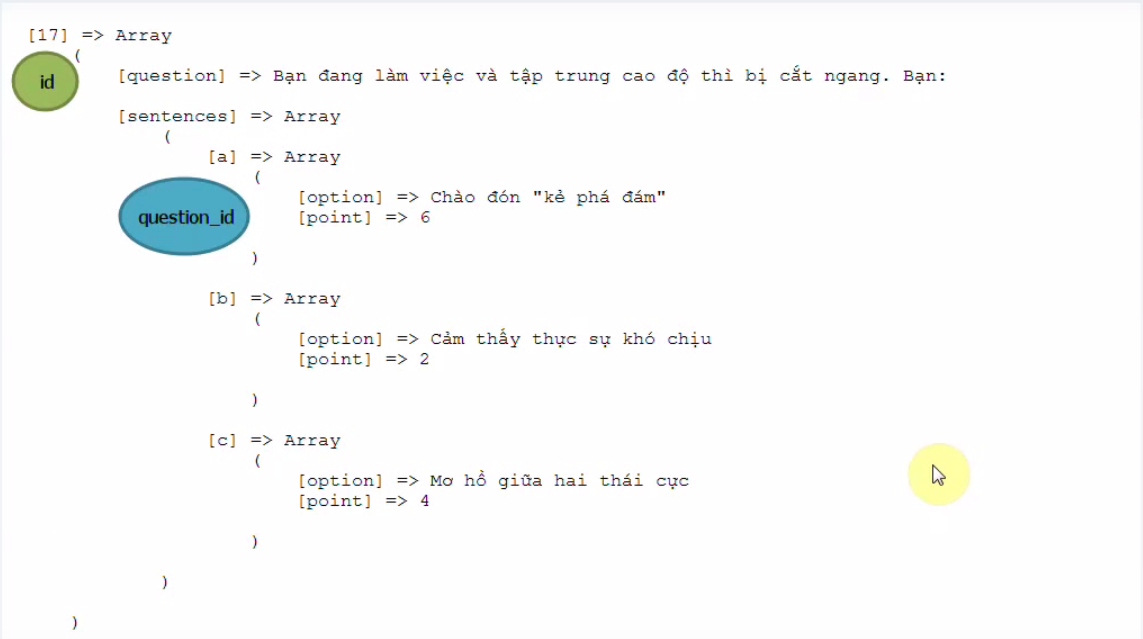 [17] => Array
(
id
[question] => Bạn đang làm việc và tập trung cao độ thì bị cắt ngang. Bạn:
[sentences] => Array
(
[a] => Array
(
[option] => Chào đón "kẻ phá đám"
question_id
[point] => 6
)
[b] => Array
(
[option] => Cảm thấy thực sự khó chịu
[point] => 2
)
[c] => Array
(
[option] => Mơ hồ giữa hai thái cực
[point] => 4
)
)
)